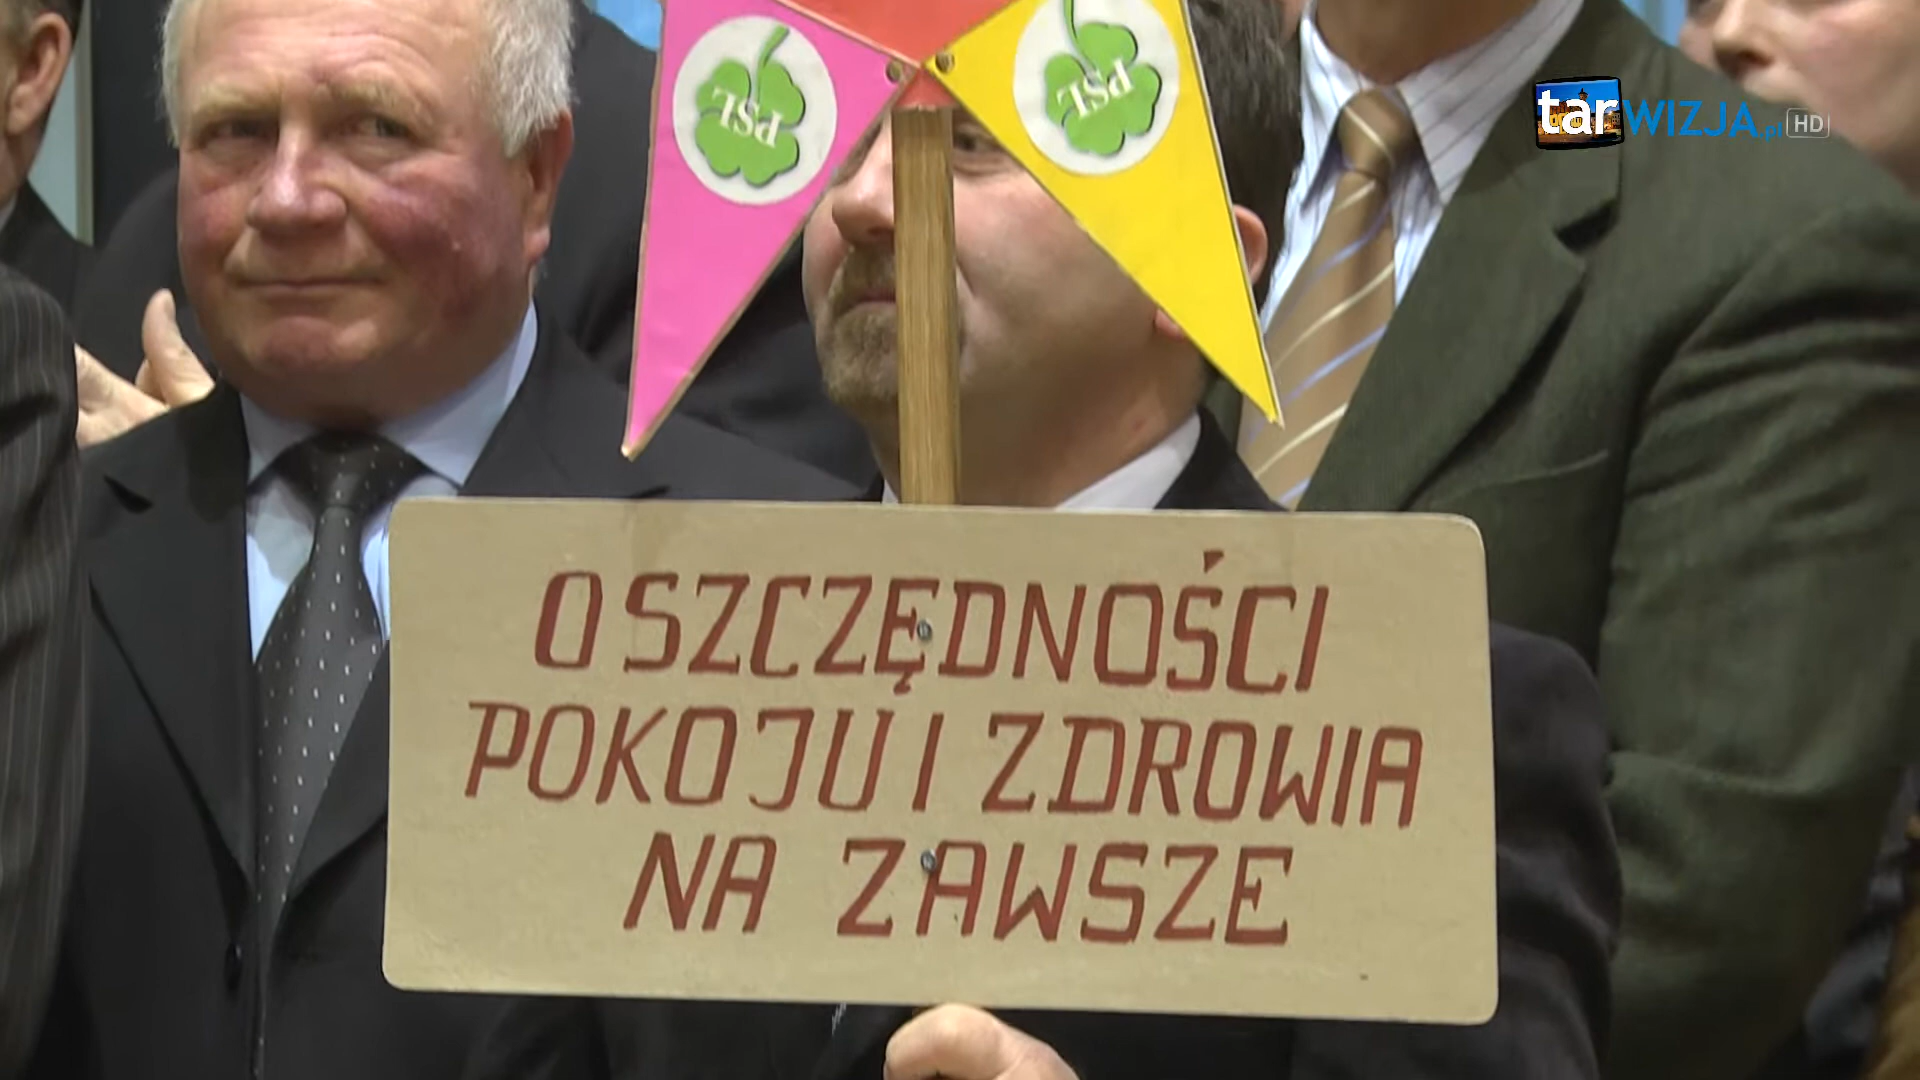 PSL
PSL
tarWIZJA.pl HD
OSZCZĘDNOŚCI
POKOJU I ZDROWIA
NA ZAWSZE